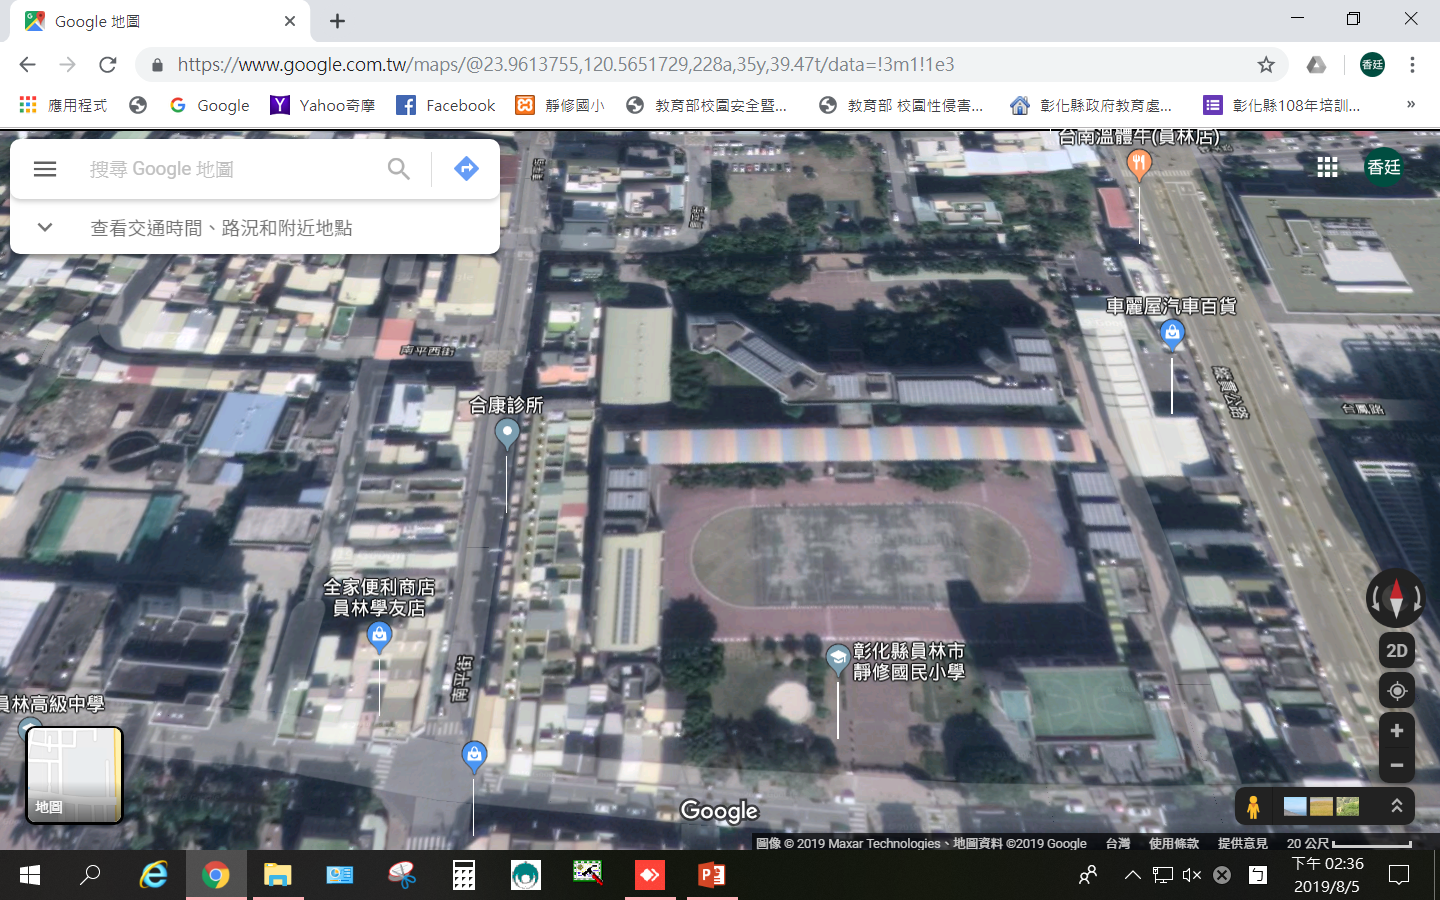 Google 地圖
https://www.google.com.tw/maps/@23.9613755,120.5651729,228a,35y,39.47t/data=!3m1!1e3
香廷
應用程式
Google
Yahoo奇摩
Facebook
靜修國小
教育部校園安全暨...
教育部 校園性侵害...
彰化縣政府教育處...
彰化縣108年培訓...
»
搜尋 Google 地圖
查看交通時間、路況和附近地點
台南溫體牛(員林店)
香廷
車麗屋汽車百貨
南平西街
合康診所
台鳳路
全家便利商店
員林學友店
彰化縣員林市
靜修國民小學
南平街
2D
員林高級中學
地圖
Google
圖像 © 2019 Maxar Technologies、地圖資料 ©2019 Google
台灣
使用條款
提供意見
20 公尺
下午 02:36
2019/8/5
ㄅ